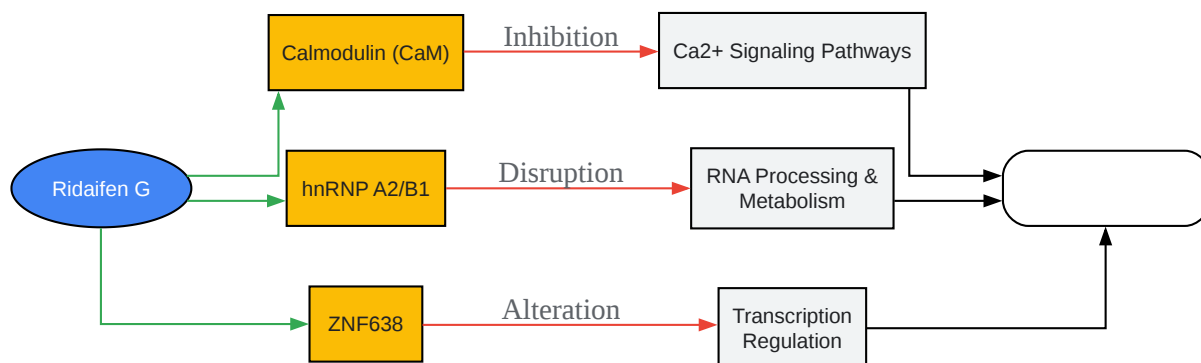 Calmodulin (CaM)
Inhibition
Ca2+ Signaling Pathways
Ridaifen G
hnRNP A2/B1
Disruption
RNA Processing &
Metabolism
ZNF638
Alteration
Transcription
Regulation